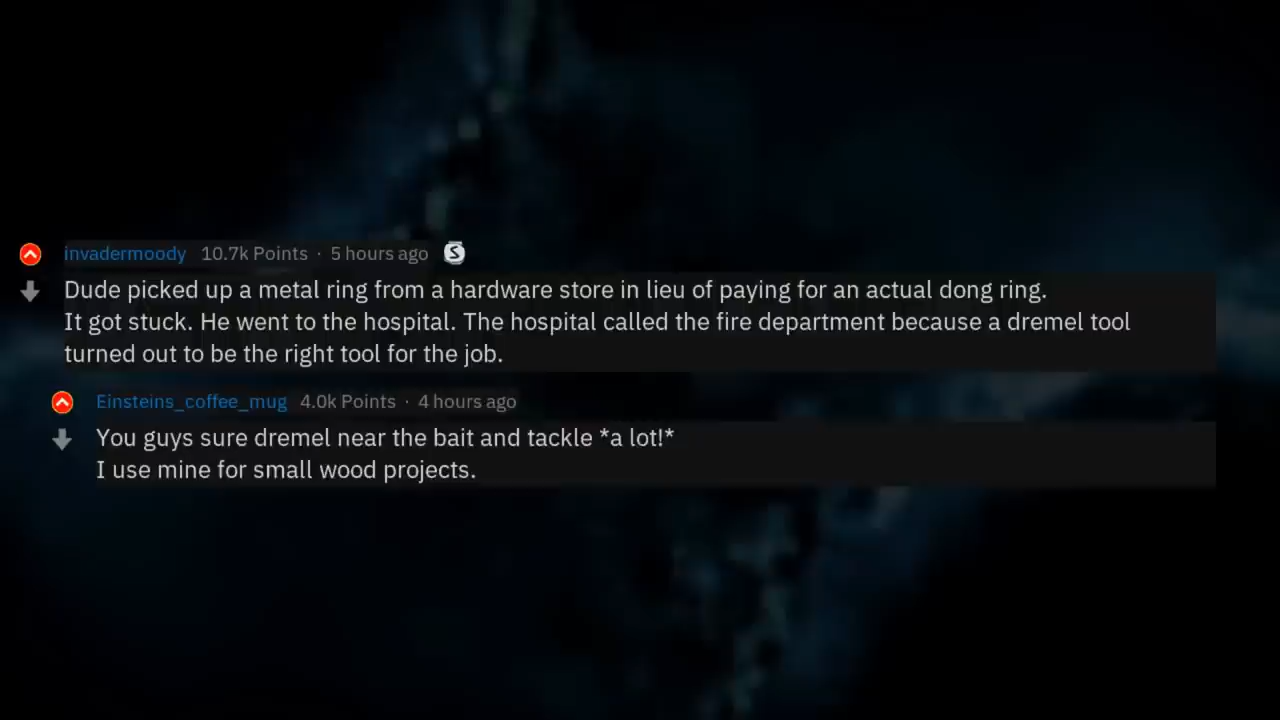 invadermoody 10.7k Points · 5 hours ago S
Dude picked up a metal ring from a hardware store in lieu of paying for an actual dong ring.
It got stuck. He went to the hospital. The hospital called the fire department because a dremel tool
turned out to be the right tool for the job.
Einsteins_coffee_mug 4.0k Points · 4 hours ago
You guys sure dremel near the bait and tackle *a lot!*
I use mine for small wood projects.